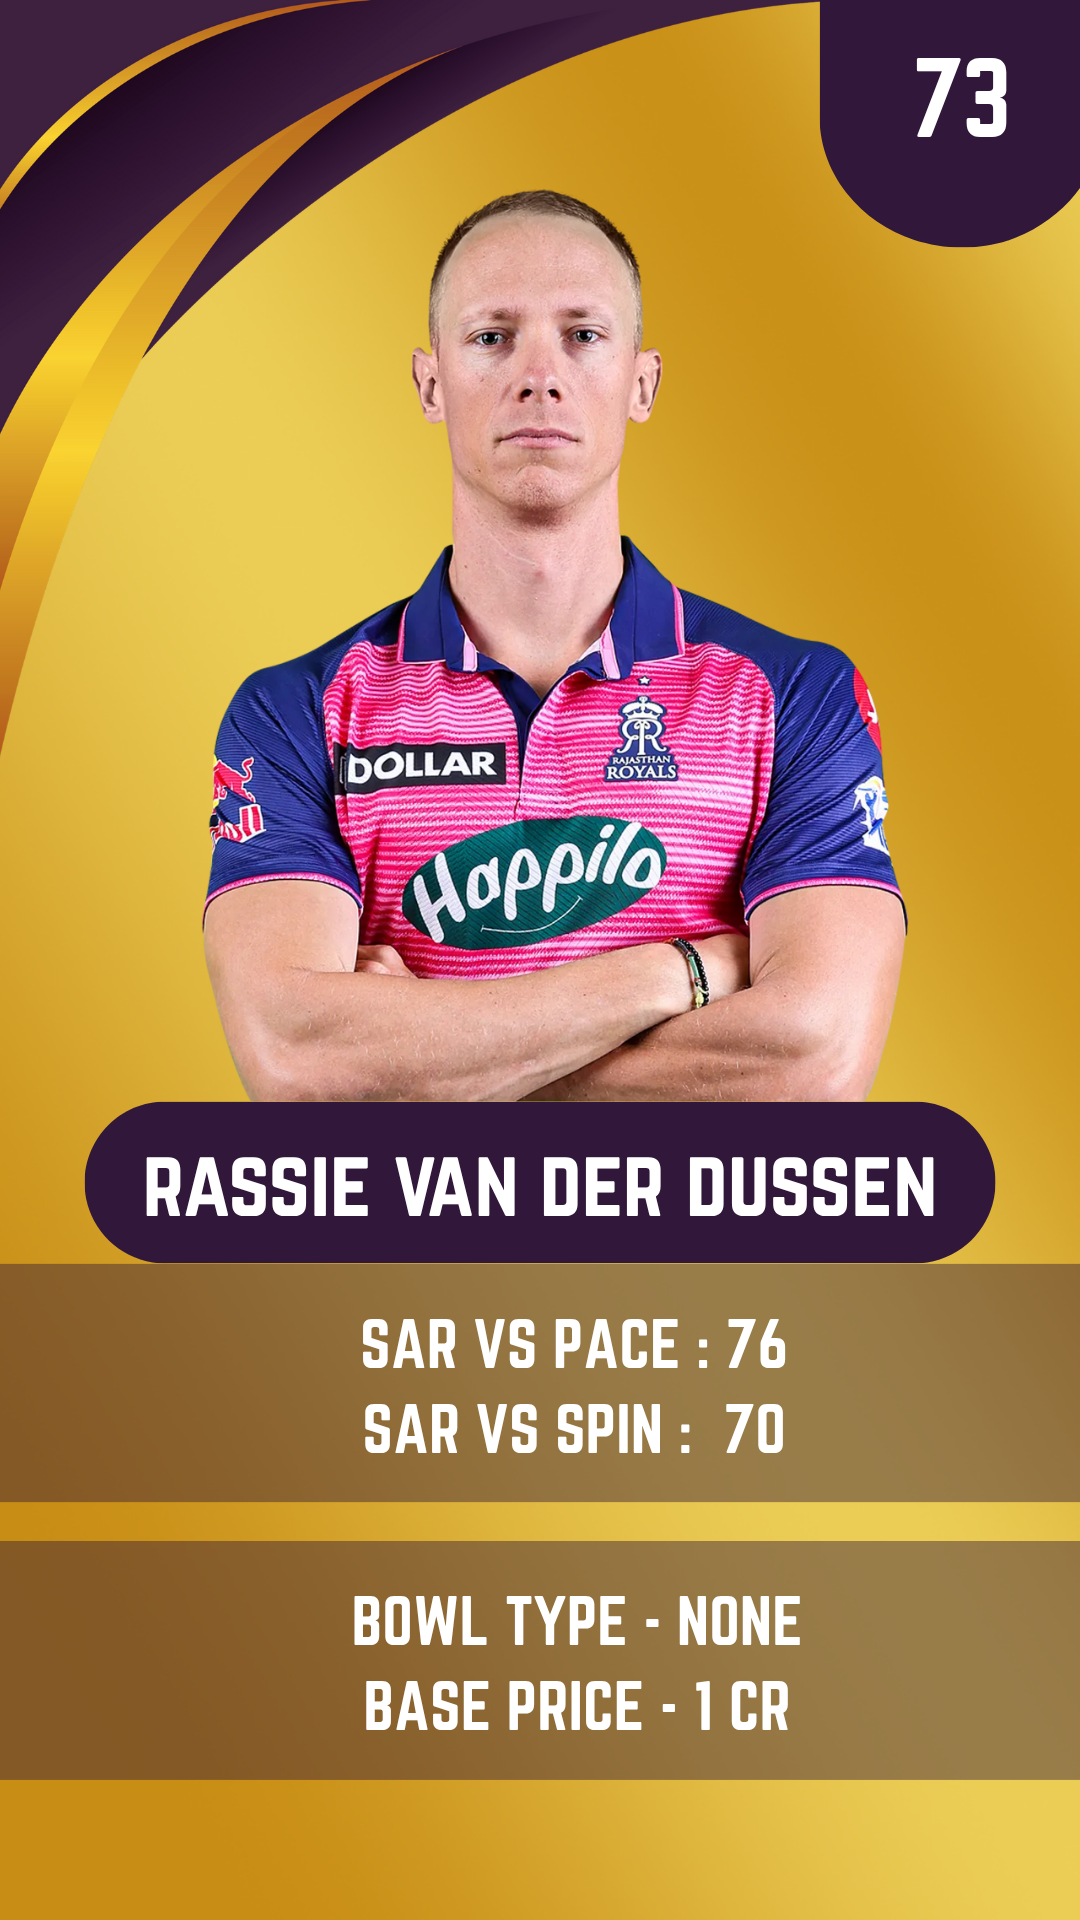 73
DOLLAR
RAJASTHAN
ROYALS
Happilo
RASSIE VAN DER DUSSEN
SAR VS PACE : 76
SAR VS SPIN : 70
BOWL TYPE - NONE
BASE PRICE - 1 CR